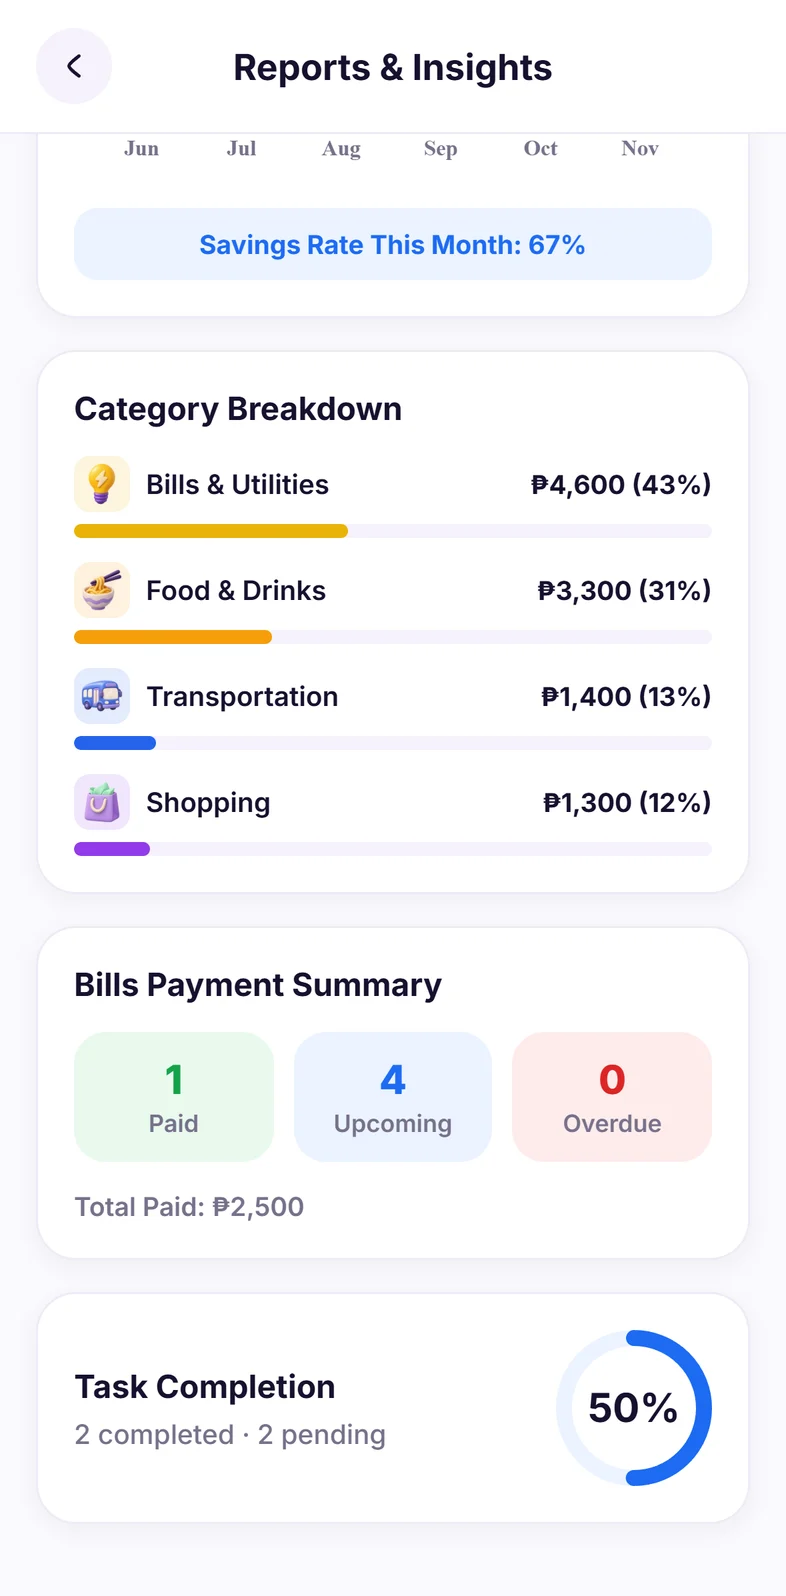 Reports & Insights
Jun Jul Aug Sep Oct Nov
Savings Rate This Month: 67%
Category Breakdown
Bills & Utilities ₱4,600 (43%)
Food & Drinks ₱3,300 (31%)
Transportation ₱1,400 (13%)
Shopping ₱1,300 (12%)
Bills Payment Summary
1 4 0
Paid Upcoming Overdue
Total Paid: ₱2,500
Task Completion
2 completed · 2 pending
50%